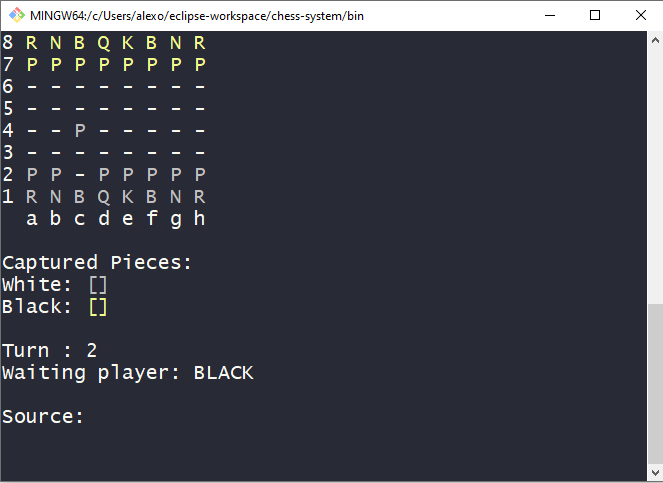 MINGW64:/c/Users/alexo/eclipse-workspace/chess-system/bin
8 R N B Q K B N R
7 P P P P P P P P
6 - - - - - - - -
5 - - - - - - - -
4 - - P - - - - -
3 - - - - - - - -
2 P P - P P P P P
1 R N B Q K B N R
  a b c d e f g h
Captured Pieces:
White: []
Black: []
Turn : 2
Waiting player: BLACK
Source: